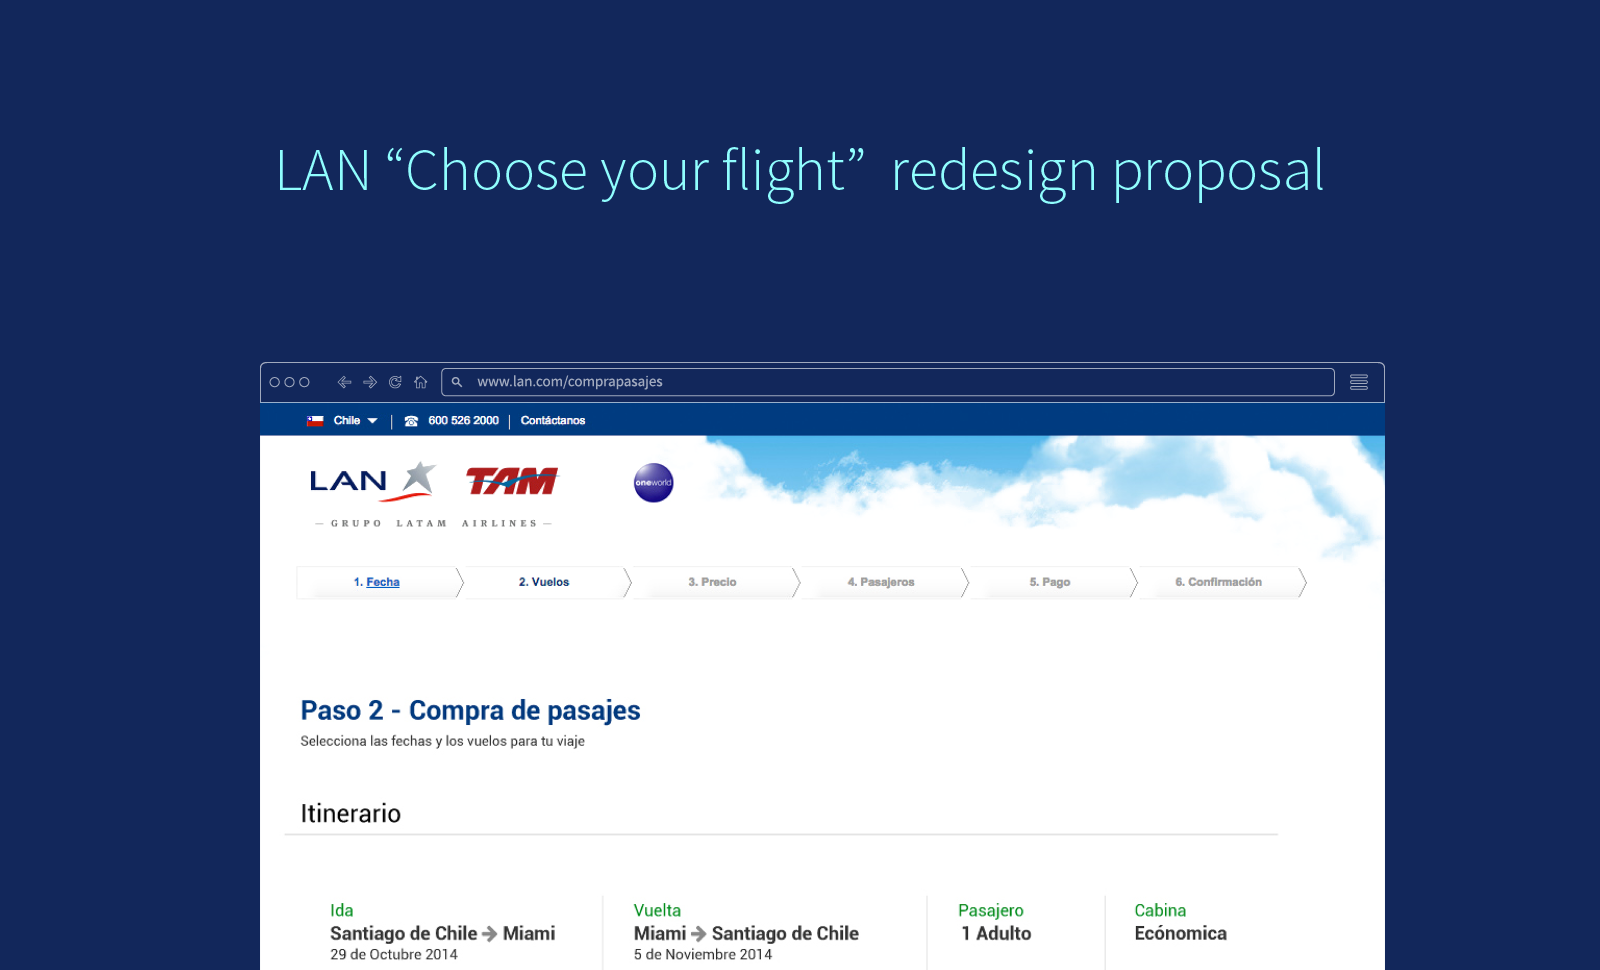 LAN “Choose your flight” redesign proposal
www.lan.com/comprapasajes
Chile | 600 526 2000 | Contáctanos
LAN TAM oneworld
— GRUPO LATAM AIRLINES —
1. Fecha 2. Vuelos 3. Precio 4. Pasajeros 5. Pago 6. Confirmación
Paso 2 - Compra de pasajes
Selecciona las fechas y los vuelos para tu viaje
Itinerario
Ida Vuelta Pasajero Cabina
Santiago de Chile → Miami Miami → Santiago de Chile 1 Adulto Ecónomica
29 de Octubre 2014 5 de Noviembre 2014